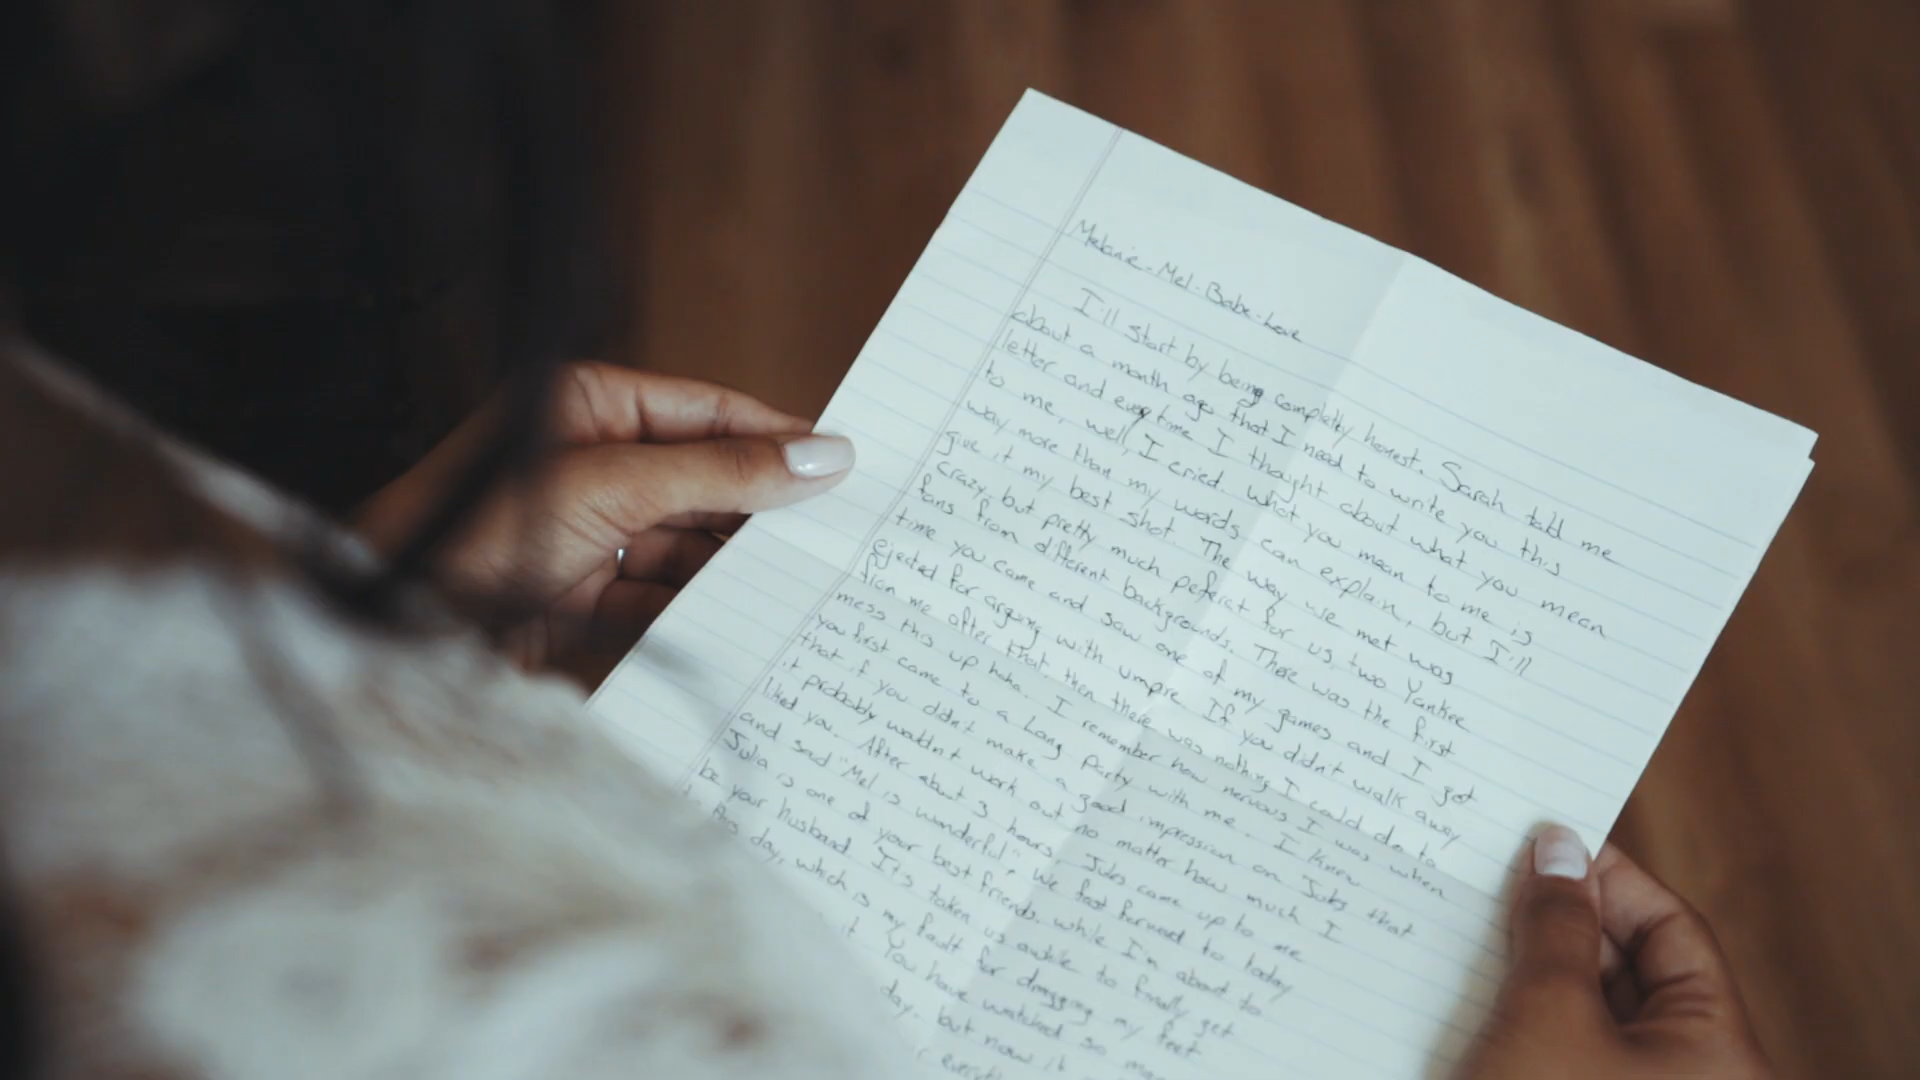 Melanie - Mel - Babe - Love
I'll start by being completley honest. Sarah told me
about a month ago that I need to write you this
letter and everytime I thought about what you mean
to me, well, I cried. What you mean to me is
way more than my words can explain, but I'll
give it my best shot. The way we met was
crazy, but pretty much peferct for us, two Yankee
fans from different backgrounds. There was the first
time you came and saw one of my games and I got
ejected for arguing with umpire. If you didn't walk away
from me after that, then there was nothing I could do to
mess this up haha. I remember how nervous I was when
you first came to a Lang Party with me. I knew
that if you didn't make a good impression on Jules that
it probably wouldn't work out no matter how much I
liked you. After about 3 hours, Jules came up to me
and said "Mel is wonderful". We fast forward to today
Julia is one of your best friends, while I'm about to
be your husband. It's taken us awhile to finally get
this day, which is my fault for dragging my feet
it. You have watched so
day, but now it